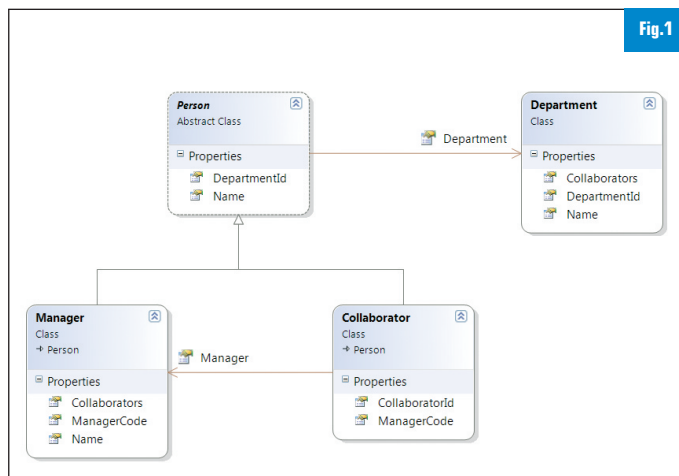 Fig.1
Person
Abstract Class
Properties
DepartmentId
Name
Department
Department
Class
Properties
Collaborators
DepartmentId
Name
Manager
Class
Person
Properties
Collaborators
ManagerCode
Name
Manager
Collaborator
Class
Person
Properties
CollaboratorId
ManagerCode